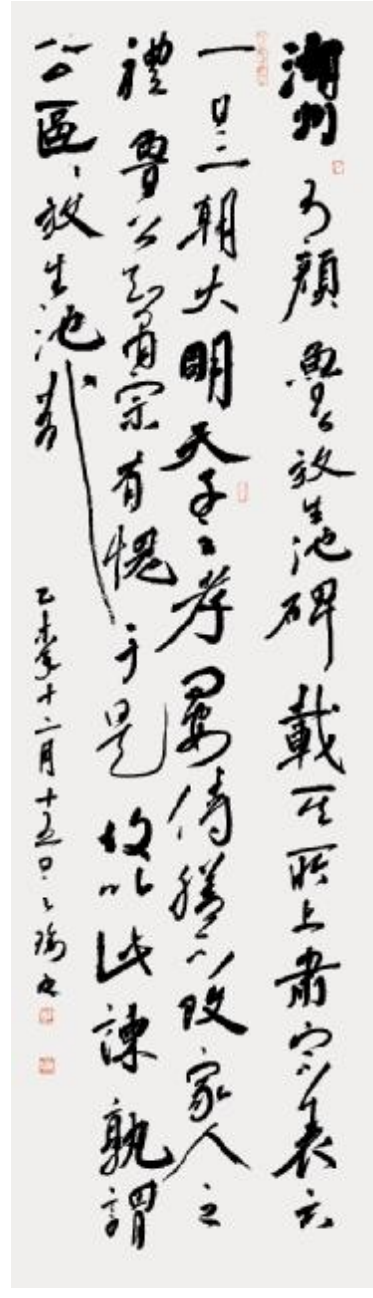 湖州 有顏魯公放生池碑載其所上肅宗表云
一日三朝大明天子之孝問安侍膳不改家人之
禮魯公知肅宗有愧于是故以此諫孰謂
公區、放生池哉
乙未年十二月十五日